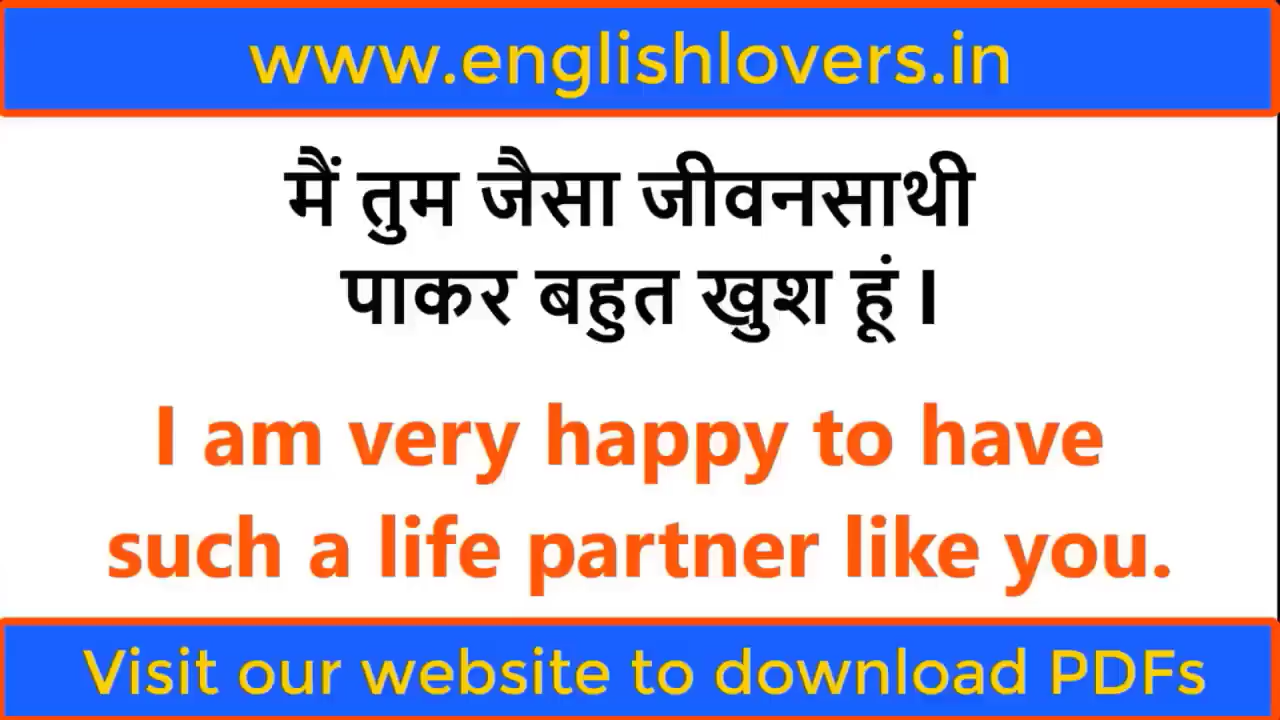 www.englishlovers.in
मैं तुम जैसा जीवनसाथी
पाकर बहुत खुश हूं।
I am very happy to have
such a life partner like you.
Visit our website to download PDFs